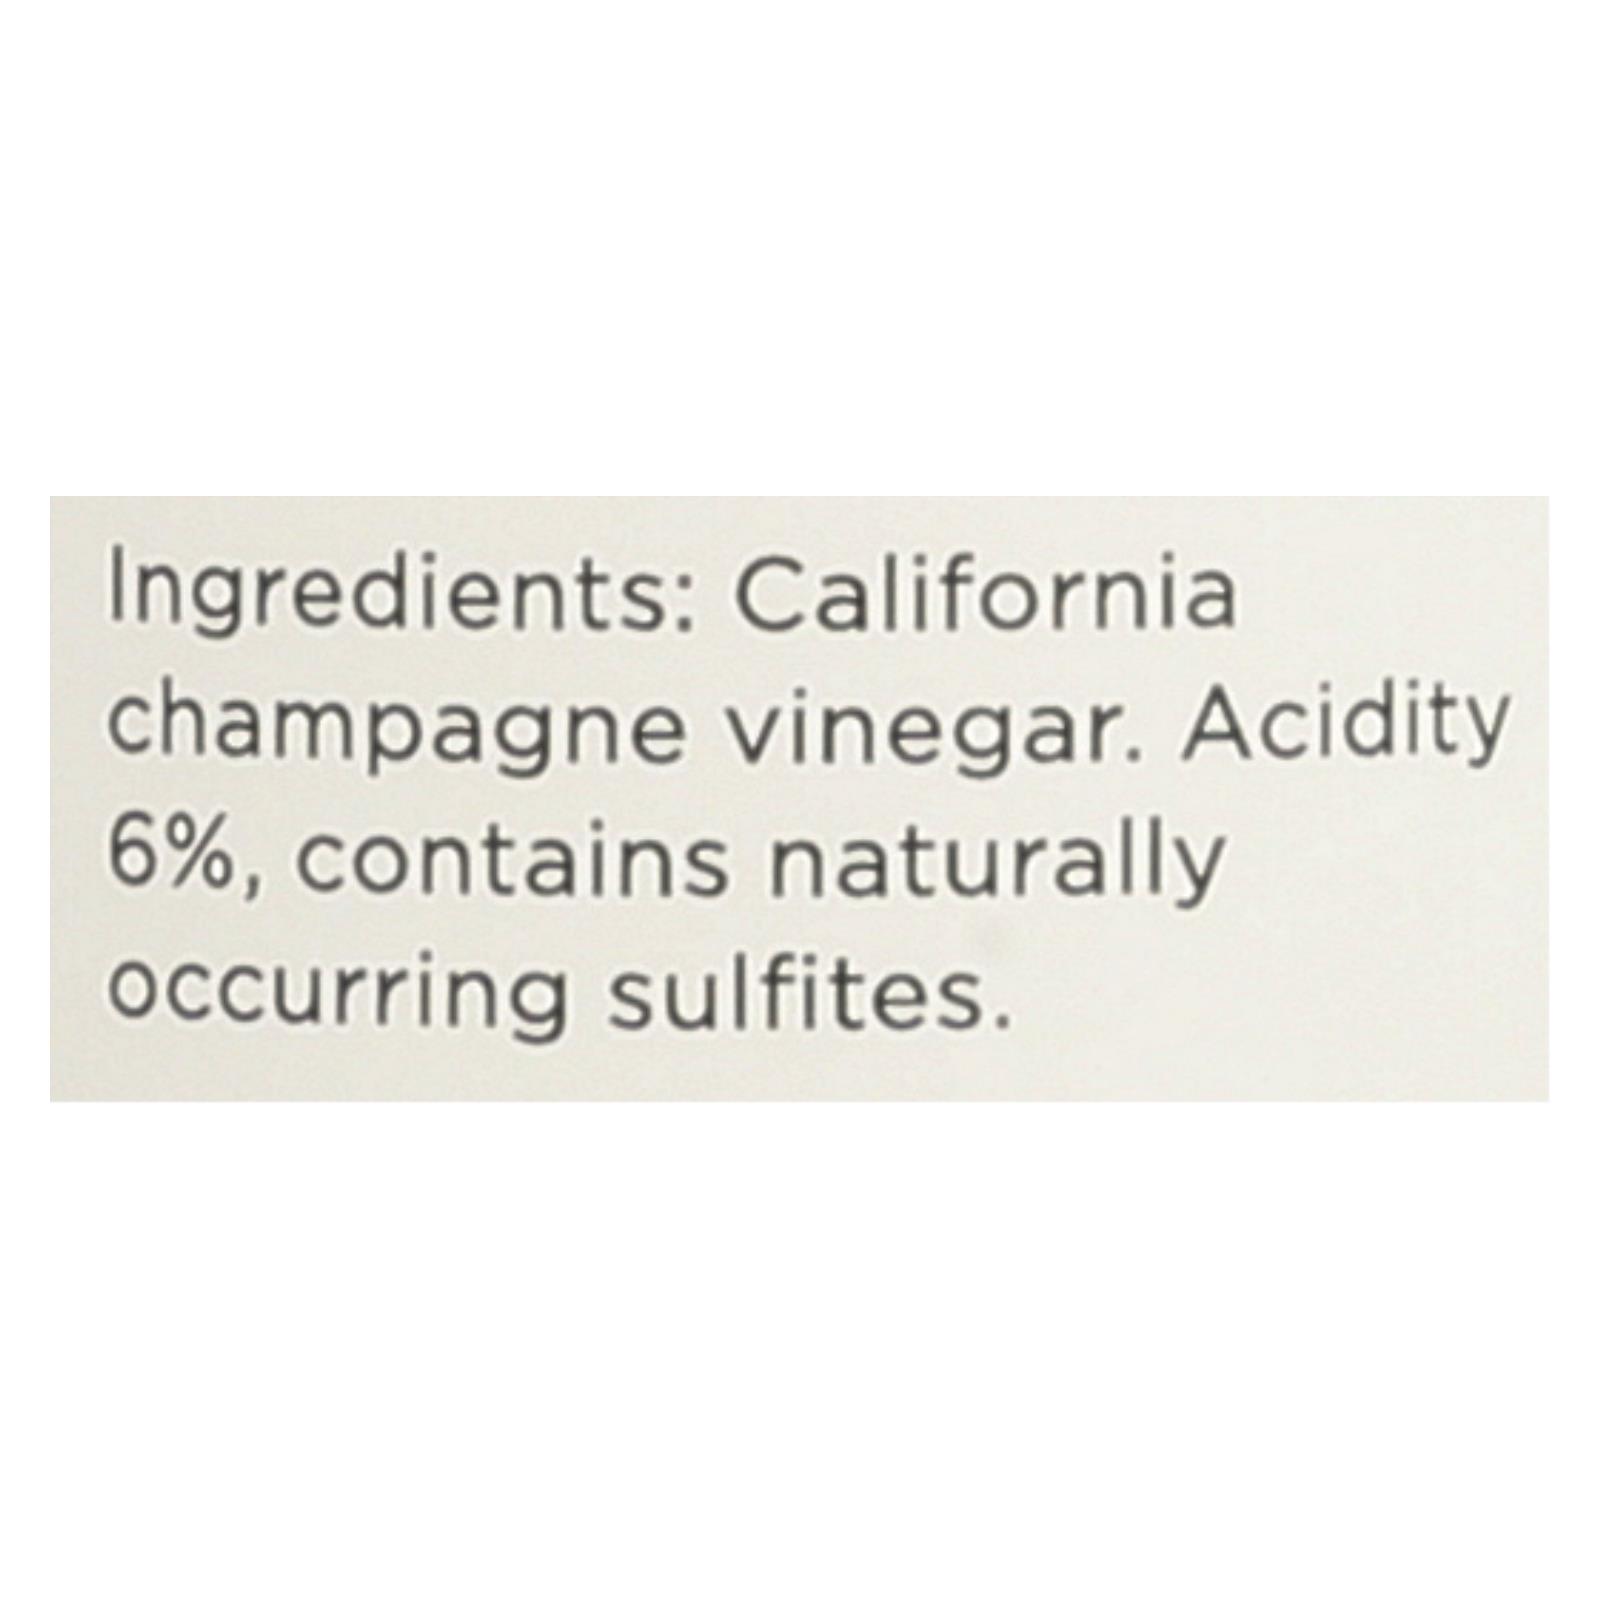 Ingredients: California
champagne vinegar. Acidity
6%, contains naturally
occurring sulfites.